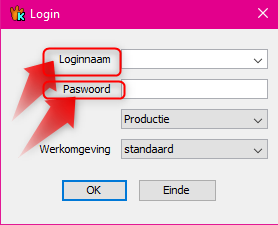 Login
Loginnaam
Paswoord
Productie
Werkomgeving standaard
OK Einde